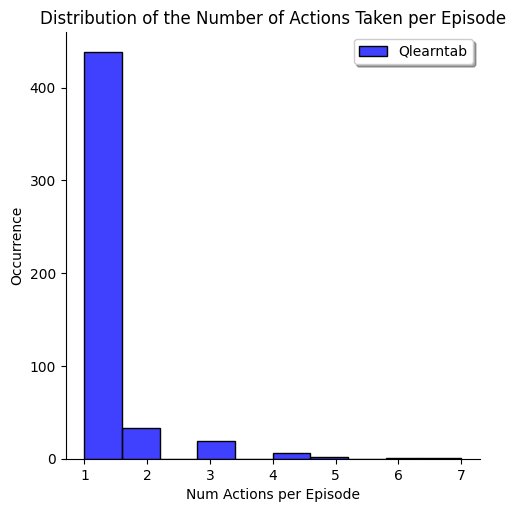 Distribution of the Number of Actions Taken per Episode
Qlearntab
400
300
200
100
0
Occurrence
1 2 3 4 5 6 7
Num Actions per Episode